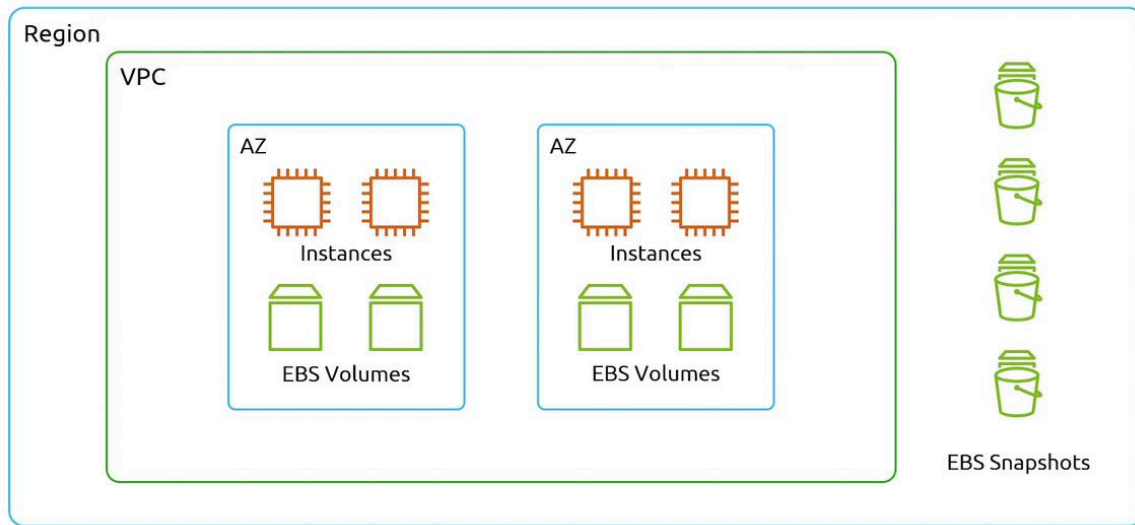 Region
VPC
AZ
Instances
EBS Volumes
AZ
Instances
EBS Volumes
EBS Snapshots